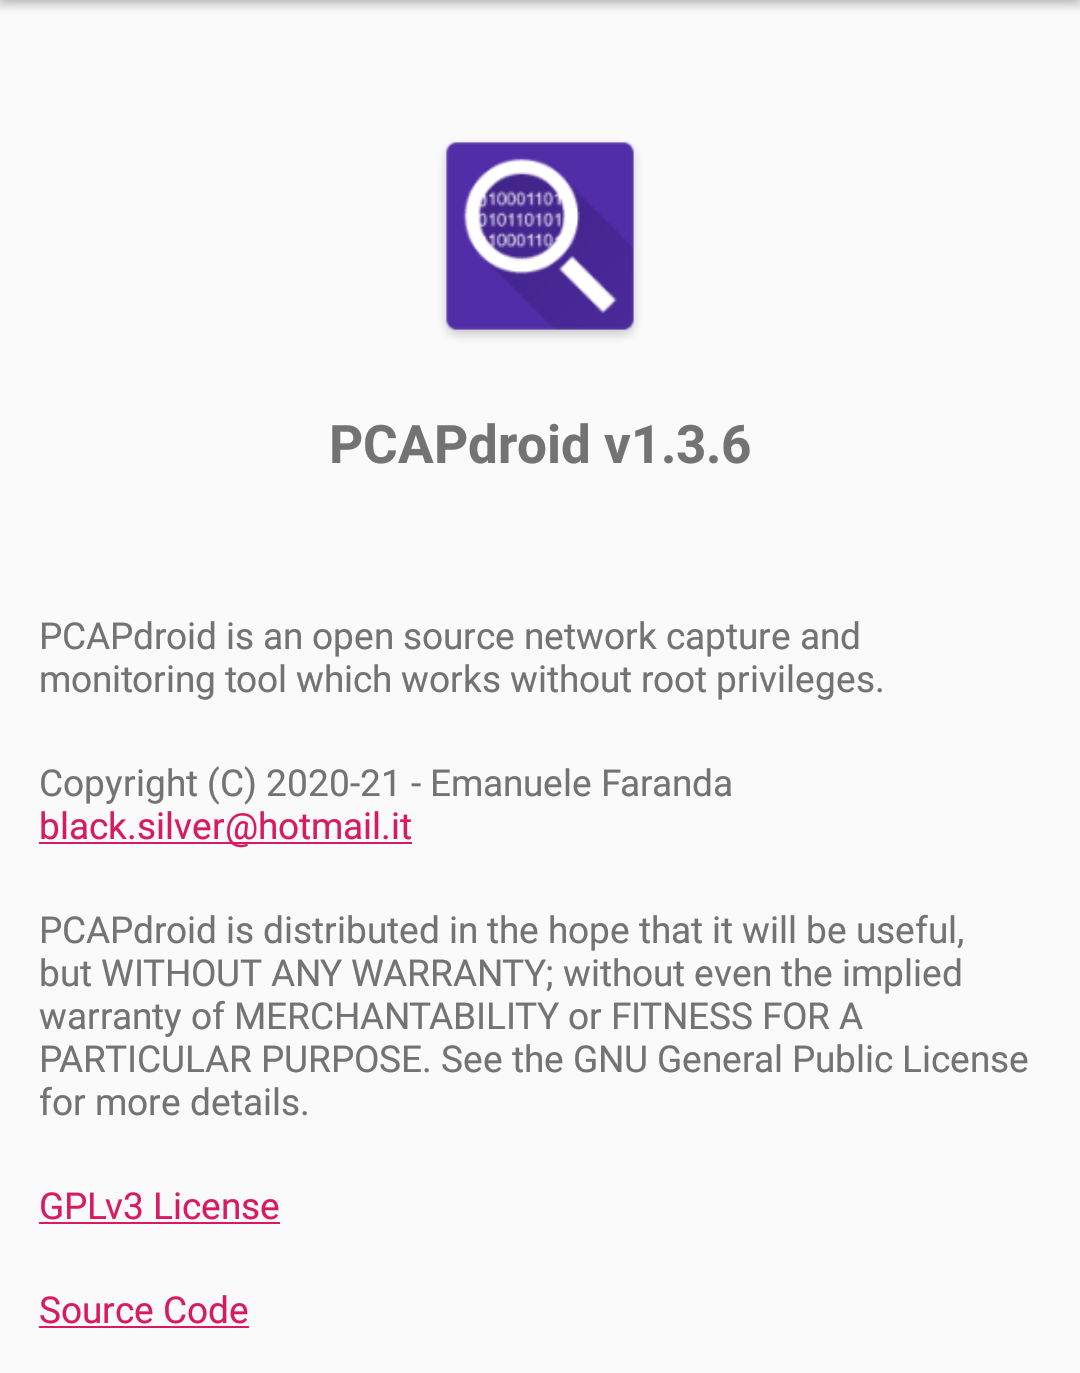 10001101
010110101
10001101
PCAPdroid v1.3.6
PCAPdroid is an open source network capture and
monitoring tool which works without root privileges.
Copyright (C) 2020-21 - Emanuele Faranda
black.silver@hotmail.it
PCAPdroid is distributed in the hope that it will be useful,
but WITHOUT ANY WARRANTY; without even the implied
warranty of MERCHANTABILITY or FITNESS FOR A
PARTICULAR PURPOSE. See the GNU General Public License
for more details.
GPLv3 License
Source Code